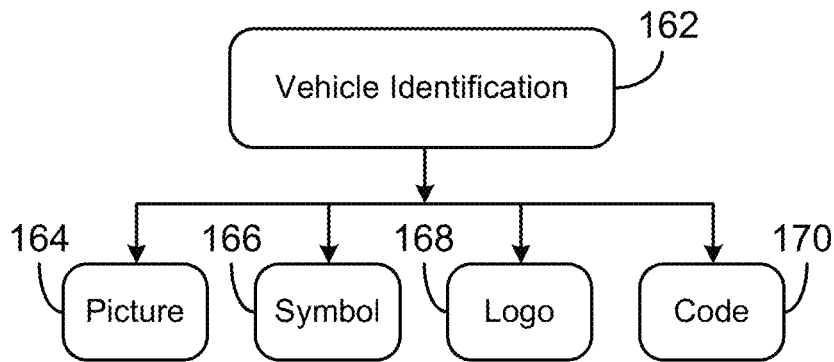 162
Vehicle Identification
164
166
168
170
Picture
Symbol
Logo
Code